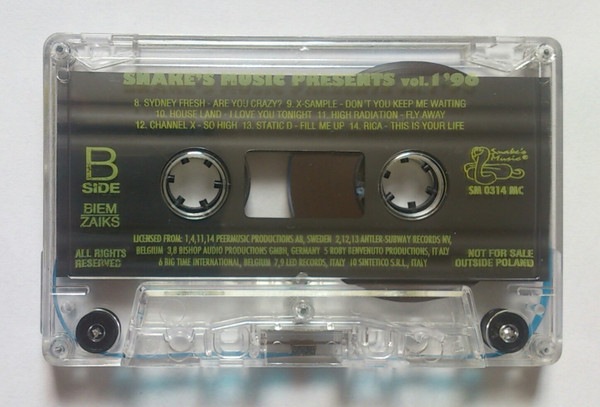 SNAKE'S MUSIC PRESENTS vol.1 '96
8. SYDNEY FRESH - ARE YOU CRAZY? 9. X-SAMPLE - DON'T YOU KEEP ME WAITING
10. HOUSE LAND - I LOVE YOU TONIGHT 11. HIGH RADIATION - FLY AWAY
12. CHANNEL X - SO HIGH 13. STATIC D - FILL ME UP 14. RICA - THIS IS YOUR LIFE
B
SIDE
BIEM
ZAIKS
Snake's
Music®
SM 0314 MC
LICENSED FROM: 1,4,11,14 PEERMUSIC PRODUCTIONS AB, SWEDEN 2,12,13 ANTLER-SUBWAY RECORDS NV,
BELGIUM 3,8 BISHOP AUDIO PRODUCTIONS GMBH, GERMANY 5 ROBY BENVENUTO PRODUCTIONS, ITALY
6 BIG TIME INTERNATIONAL, BELGIUM 7,9 LED RECORDS, ITALY 10 SINTETICO S.R.L., ITALY
ALL RIGHTS
RESERVED
NOT FOR SALE
OUTSIDE POLAND